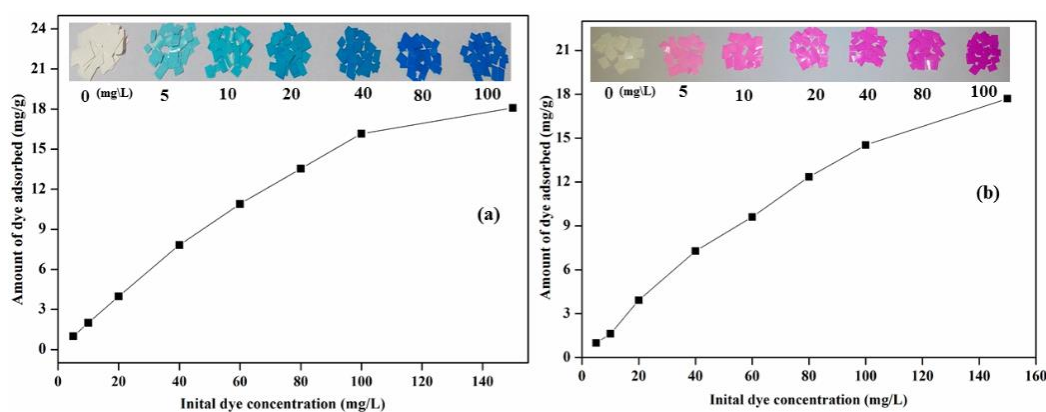 24
21
18
15
12
9
6
3
0
Amount of dye adsorbed (mg/g)
0 (mg\L) 5 10 20 40 80 100
(a)
0 20 40 60 80 100 120 140
Inital dye concentration (mg/L)
21
18
15
12
9
6
3
0
Amount of dye adsorbed (mg/g)
0 (mg\L) 5 10 20 40 80 100
(b)
0 20 40 60 80 100 120 140 160
Inital dye concentration (mg/L)